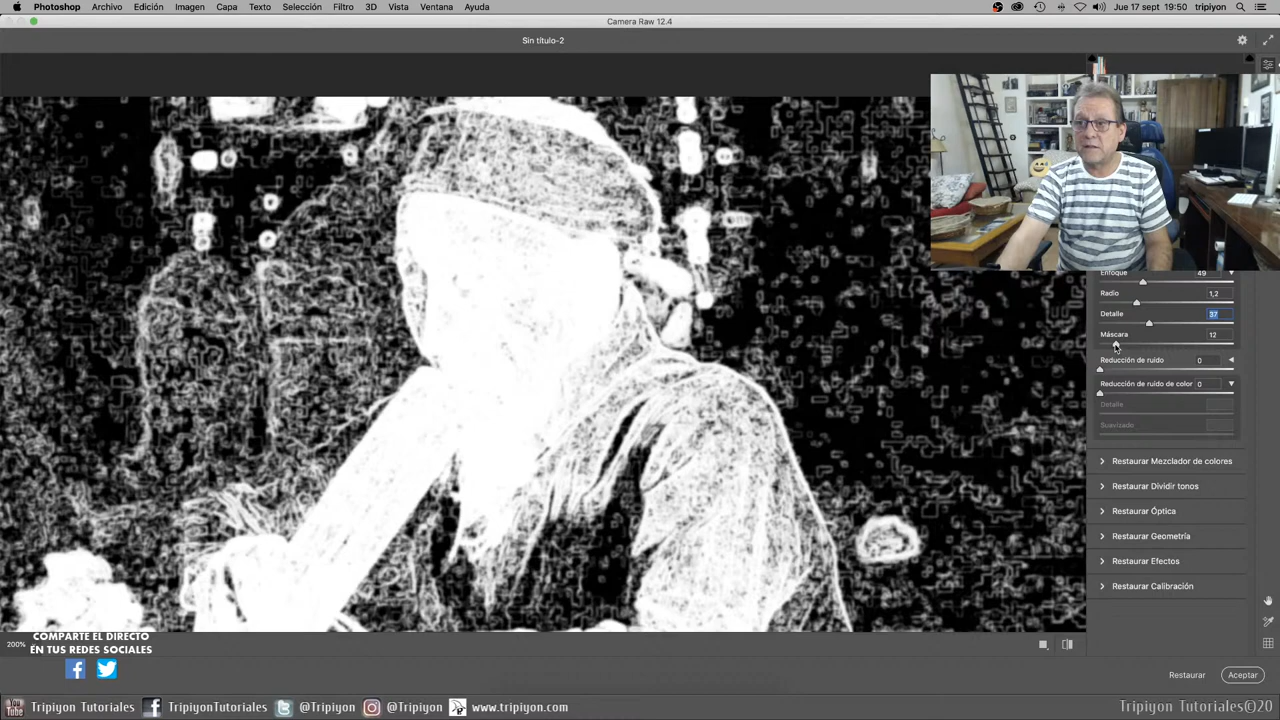 Photoshop Archivo Edición Imagen Capa Texto Selección Filtro 3D Vista Ventana Ayuda Jue 17 sept 19:50 tripiyon
Camera Raw 12.4
Sin título-2
Enfoque 49
Radio 1,2
Detalle 37
Máscara 12
Reducción de ruido 0
Reducción de ruido de color 0
Detalle
Suavizado
Restaurar Mezclador de colores
Restaurar Dividir tonos
Restaurar Óptica
Restaurar Geometría
Restaurar Efectos
Restaurar Calibración
200%
COMPARTE EL DIRECTO
EN TUS REDES SOCIALES
Restaurar Aceptar
You Tube Tripiyon Tutoriales TripiyonTutoriales @Tripiyon @Tripiyon www.tripiyon.com Tripiyon Tutoriales©20